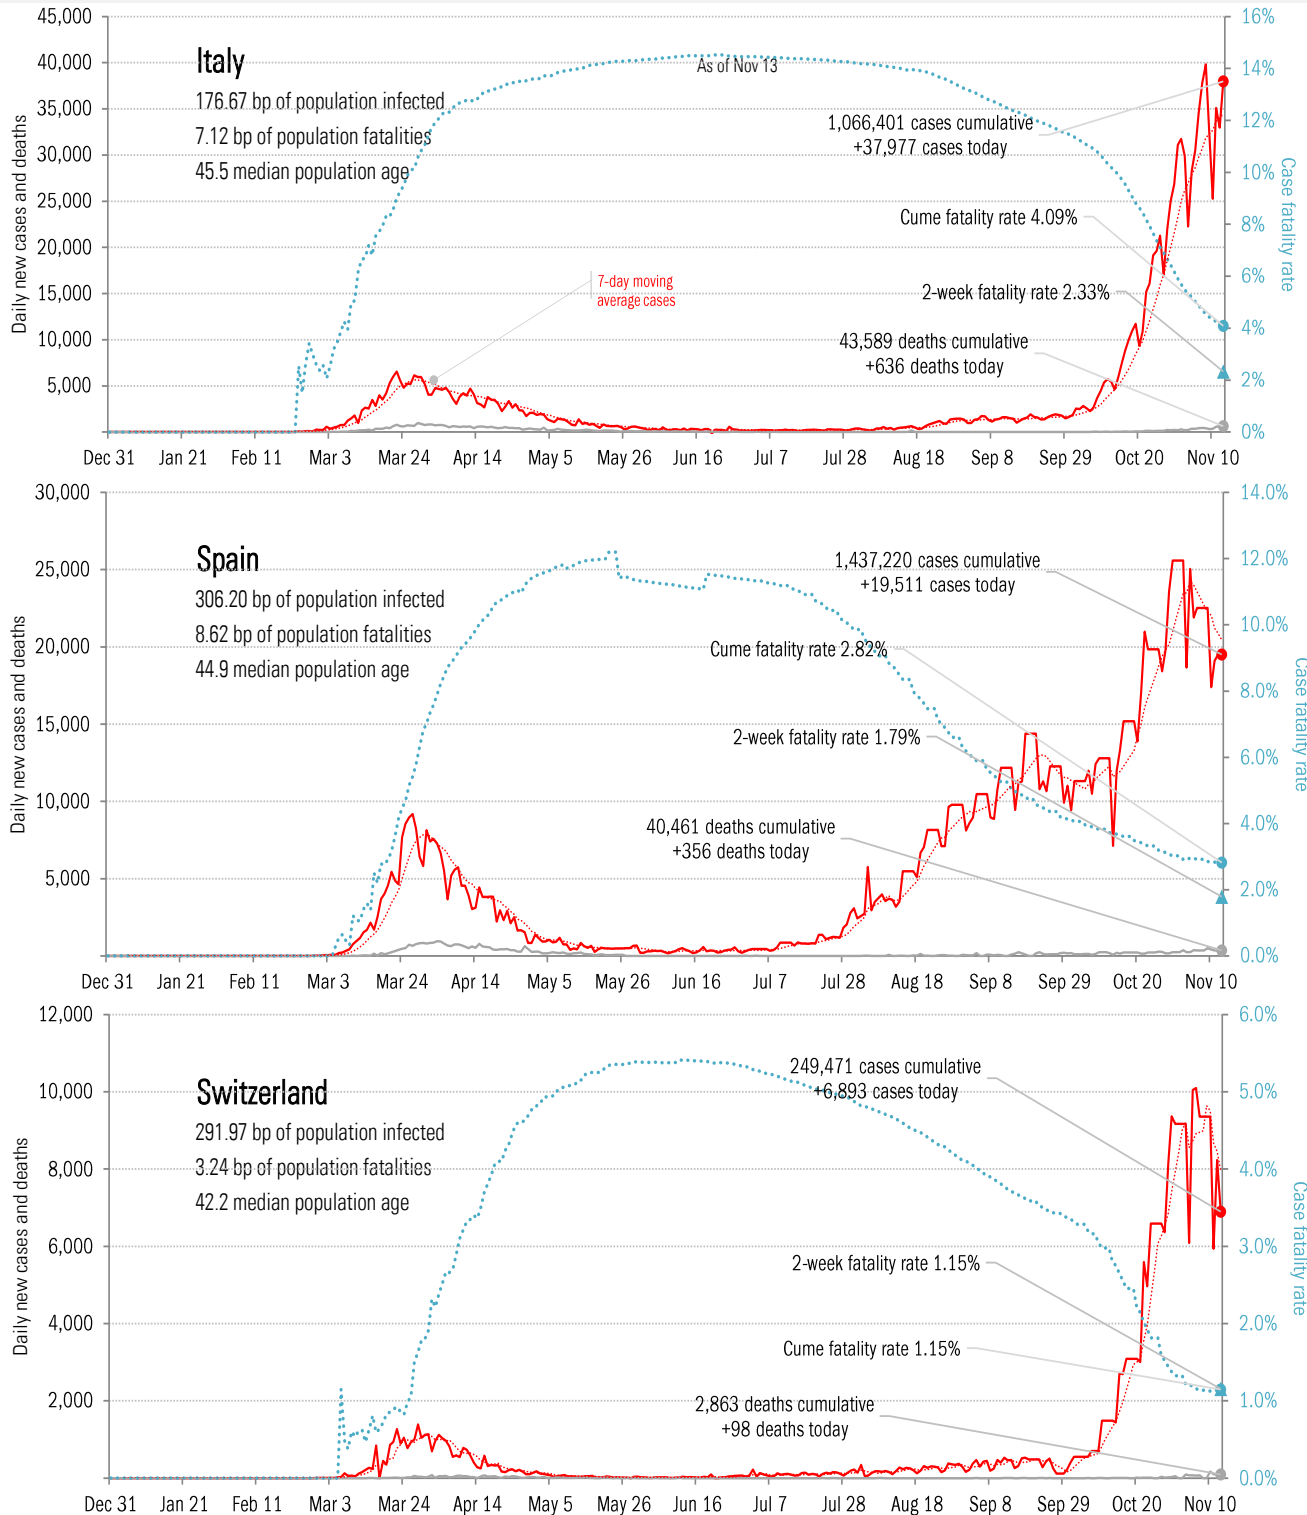 45,000
40,000
35,000
30,000
25,000
20,000
15,000
10,000
5,000
Daily new cases and deaths
Italy
176.67 bp of population infected
7.12 bp of population fatalities
45.5 median population age
As of Nov 13
7-day moving
average cases
1,066,401 cases cumulative
+37,977 cases today
Cume fatality rate 4.09%
2-week fatality rate 2.33%
43,589 deaths cumulative
+636 deaths today
16%
14%
12%
10%
8%
6%
4%
2%
0%
Case fatality rate
Dec 31 Jan 21 Feb 11 Mar 3 Mar 24 Apr 14 May 5 May 26 Jun 16 Jul 7 Jul 28 Aug 18 Sep 8 Sep 29 Oct 20 Nov 10
30,000
25,000
20,000
15,000
10,000
5,000
Daily new cases and deaths
Spain
306.20 bp of population infected
8.62 bp of population fatalities
44.9 median population age
1,437,220 cases cumulative
+19,511 cases today
Cume fatality rate 2.82%
2-week fatality rate 1.79%
40,461 deaths cumulative
+356 deaths today
14.0%
12.0%
10.0%
8.0%
6.0%
4.0%
2.0%
0.0%
Case fatality rate
Dec 31 Jan 21 Feb 11 Mar 3 Mar 24 Apr 14 May 5 May 26 Jun 16 Jul 7 Jul 28 Aug 18 Sep 8 Sep 29 Oct 20 Nov 10
12,000
10,000
8,000
6,000
4,000
2,000
Daily new cases and deaths
Switzerland
291.97 bp of population infected
3.24 bp of population fatalities
42.2 median population age
249,471 cases cumulative
+6,893 cases today
2-week fatality rate 1.15%
Cume fatality rate 1.15%
2,863 deaths cumulative
+98 deaths today
6.0%
5.0%
4.0%
3.0%
2.0%
1.0%
0.0%
Case fatality rate
Dec 31 Jan 21 Feb 11 Mar 3 Mar 24 Apr 14 May 5 May 26 Jun 16 Jul 7 Jul 28 Aug 18 Sep 8 Sep 29 Oct 20 Nov 10